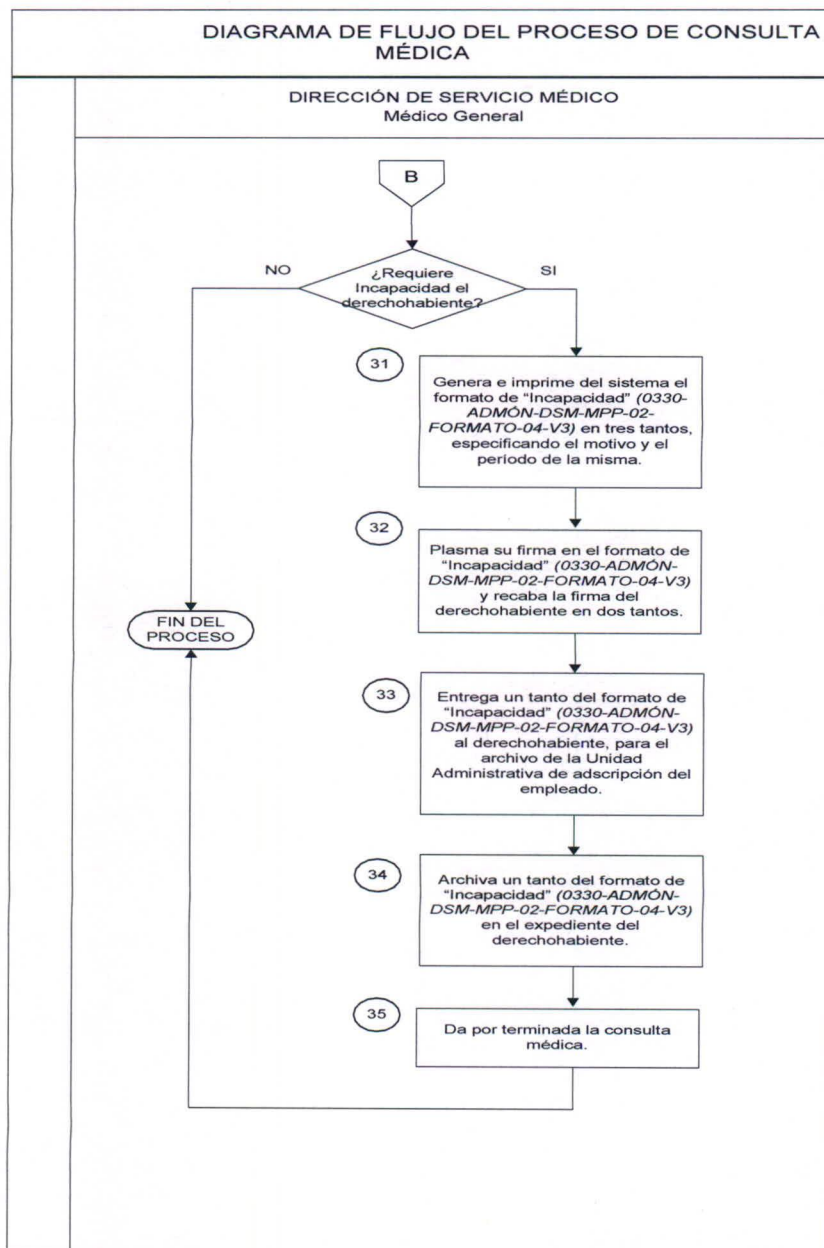 DIAGRAMA DE FLUJO DEL PROCESO DE CONSULTA
MÉDICA
DIRECCIÓN DE SERVICIO MÉDICO
Médico General
B
NO
¿Requiere
Incapacidad el
derechohabiente?
SI
31
Genera e imprime del sistema el
formato de “Incapacidad” (0330-
ADMÓN-DSM-MPP-02-
FORMATO-04-V3) en tres tantos,
especificando el motivo y el
período de la misma.
32
Plasma su firma en el formato de
“Incapacidad” (0330-ADMÓN-
DSM-MPP-02-FORMATO-04-V3)
y recaba la firma del
derechohabiente en dos tantos.
FIN DEL
PROCESO
33
Entrega un tanto del formato de
“Incapacidad” (0330-ADMÓN-
DSM-MPP-02-FORMATO-04-V3)
al derechohabiente, para el
archivo de la Unidad
Administrativa de adscripción del
empleado.
34
Archiva un tanto del formato de
“Incapacidad” (0330-ADMÓN-
DSM-MPP-02-FORMATO-04-V3)
en el expediente del
derechohabiente.
35
Da por terminada la consulta
médica.